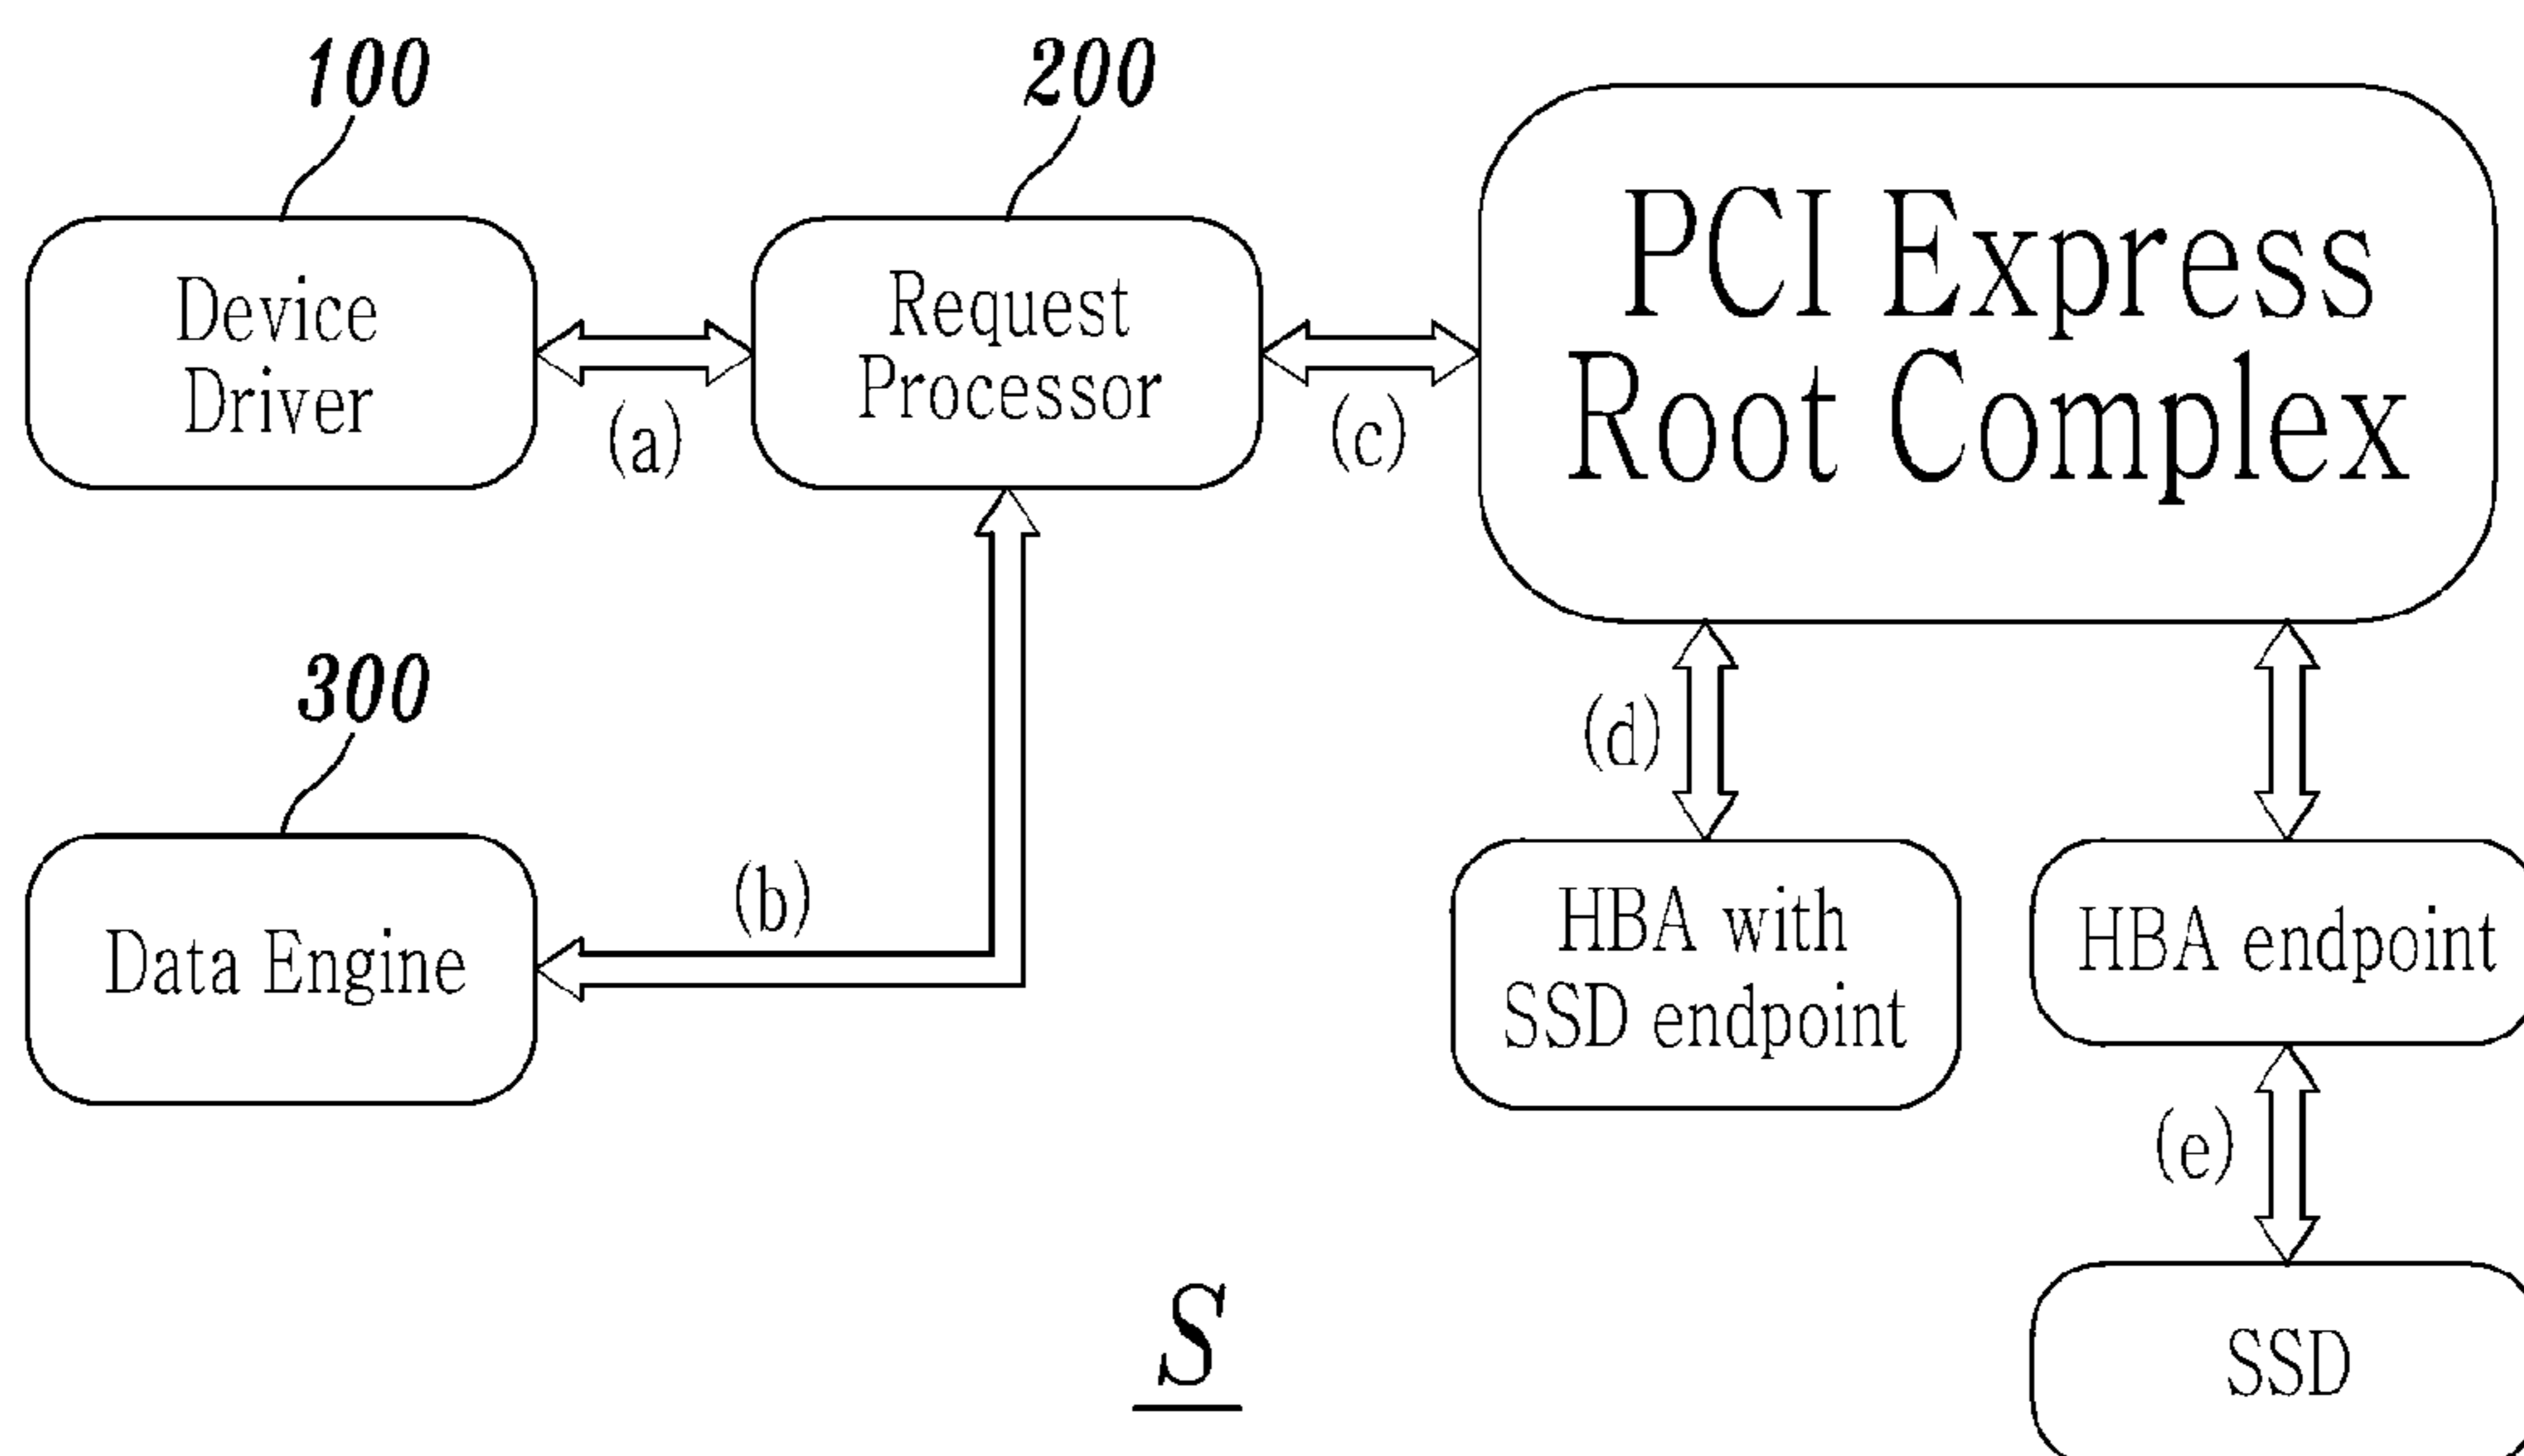 100
200
Device
Driver
(a)
Request
Processor
(c)
PCI Express
Root Complex
300
Data Engine
(b)
(d)
HBA with
SSD endpoint
HBA endpoint
(e)
SSD
S